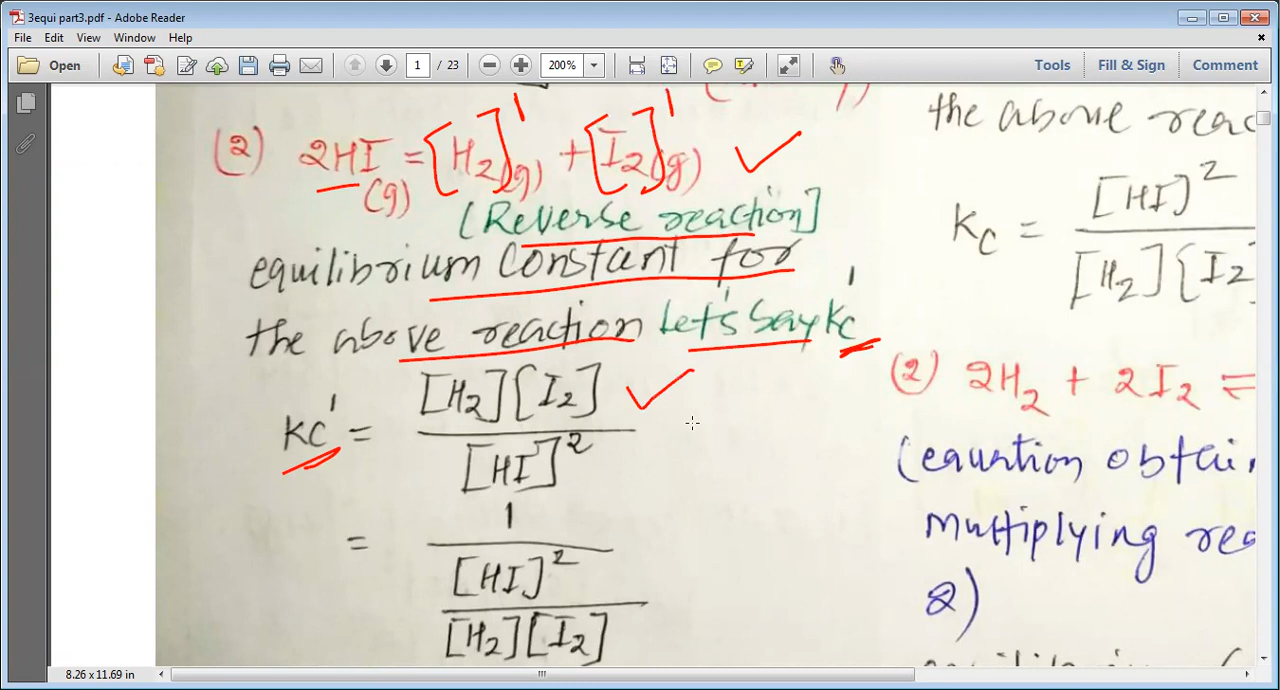 3equi part3.pdf - Adobe Reader
File Edit View Window Help
Open 1 / 23 200% Tools Fill & Sign Comment
(2) 2HI(g) = [H2]¹(g) + [I2]¹(g)
(Reverse reaction]
equilibrium constant for
the above reaction Let's say Kc'
Kc' = [H2][I2] / [HI]²
= 1 / [HI]² / [H2][I2]
the above reac
Kc = [HI]² / [H2][I2
(2) 2H2 + 2I2 ⇌
(equation obtai
multiplying rea
2)
8.26 x 11.69 in